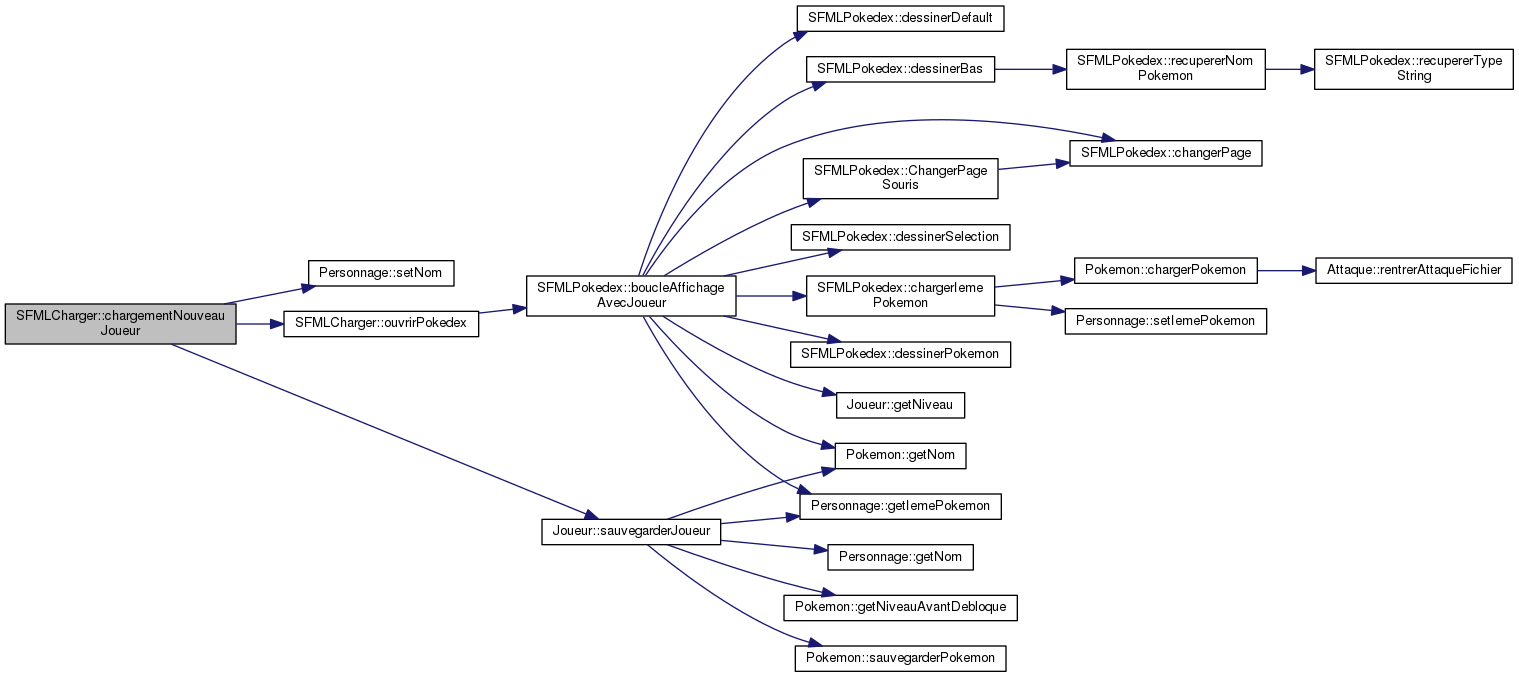 SFMLPokedex::dessinerDefault
SFMLPokedex::dessinerBas
SFMLPokedex::recupererNom
Pokemon
SFMLPokedex::recupererType
String
SFMLPokedex::changerPage
SFMLPokedex::ChangerPage
Souris
SFMLPokedex::dessinerSelection
Personnage::setNom
Pokemon::chargerPokemon
Attaque::rentrerAttaqueFichier
SFMLPokedex::boucleAffichage
AvecJoueur
SFMLPokedex::chargerIeme
Pokemon
SFMLCharger::chargementNouveau
Joueur
SFMLCharger::ouvrirPokedex
Personnage::setIemePokemon
SFMLPokedex::dessinerPokemon
Joueur::getNiveau
Pokemon::getNom
Personnage::getIemePokemon
Joueur::sauvegarderJoueur
Personnage::getNom
Pokemon::getNiveauAvantDebloque
Pokemon::sauvegarderPokemon